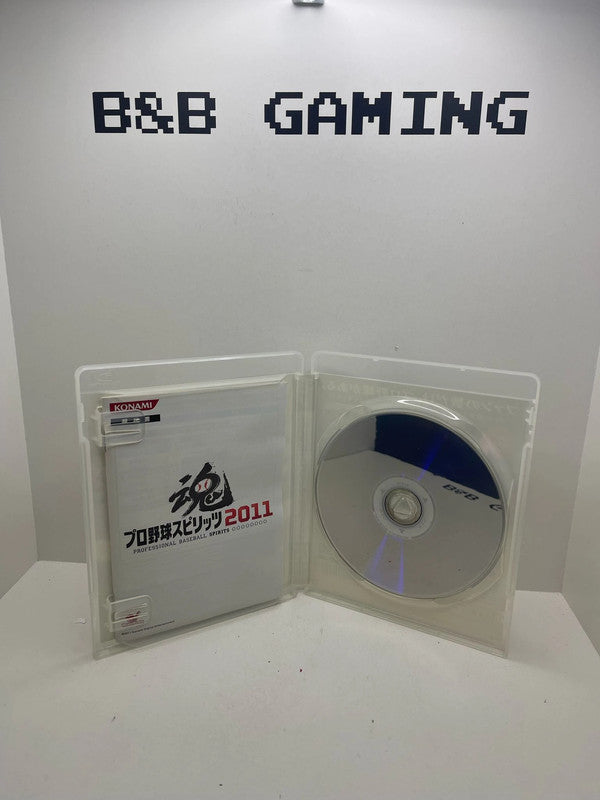 B&B GAMING
KONAMI
魂
プロ野球スピリッツ2011
PROFESSIONAL BASEBALL SPIRITS
B&B